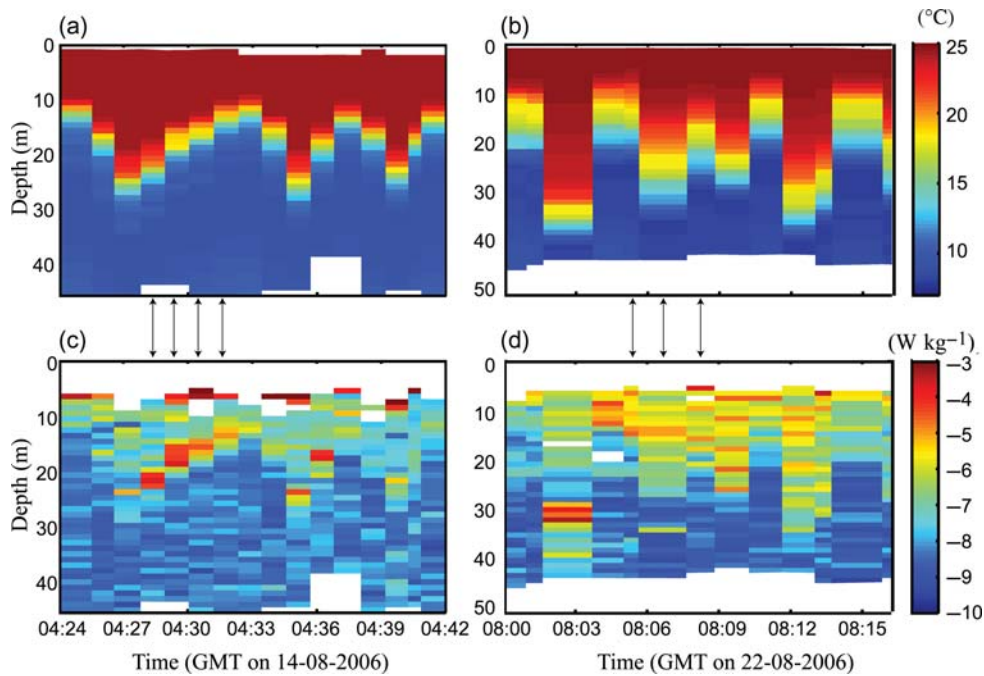 (a)
(b)
(°C)
0
10
20
30
40
Depth (m)
0
10
20
30
40
50
25
20
15
10
(c)
(d)
(W kg–1)
0
10
20
30
40
Depth (m)
0
10
20
30
40
50
–3
–4
–5
–6
–7
–8
–9
–10
04:24 04:27 04:30 04:33 04:36 04:39 04:42
08:00 08:03 08:06 08:09 08:12 08:15
Time (GMT on 14-08-2006)
Time (GMT on 22-08-2006)